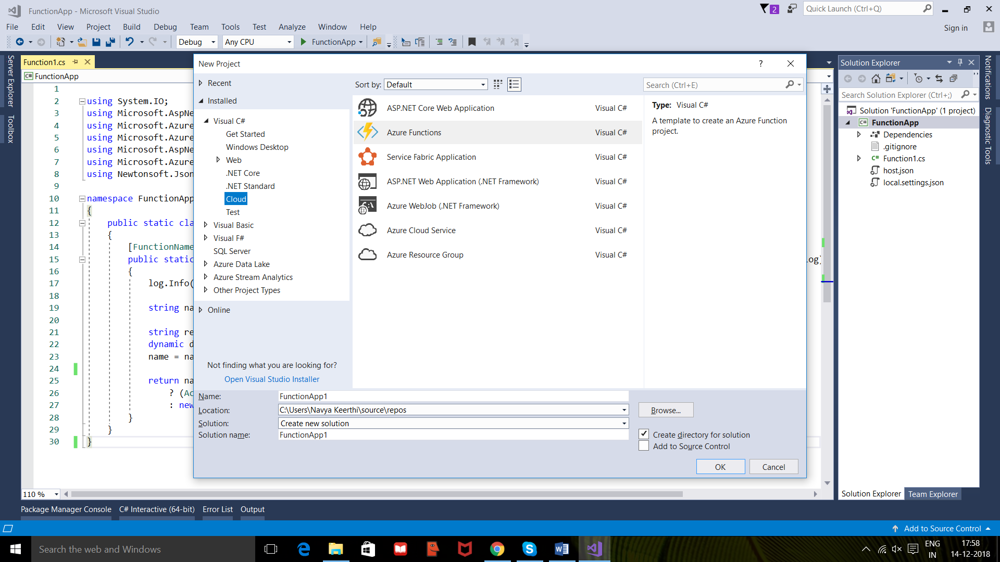 FunctionApp - Microsoft Visual Studio
2
Quick Launch (Ctrl+Q)
File Edit View Project Build Debug Team Tools Test Analyze Window Help
Sign in
Debug Any CPU FunctionApp
Server Explorer
Toolbox
Function1.cs
FunctionApp
1
2 using System.IO;
3 using Microsoft.AspNe
4 using Microsoft.Azure
5 using Microsoft.Azure
6 using Microsoft.AspNe
7 using Microsoft.Azure
8 using Newtonsoft.Json
9
10 namespace FunctionApp
11 {
12 public static cla
13 {
14 [FunctionName
15 public static
16 {
17 log.Info(
18
19 string na
20
21 string re
22 dynamic d
23 name = na
24
25 return na
26 ? (Ac
27 : new
28 }
29 }
30 }
log)
110 %
New Project
?
Recent
Installed
Visual C#
Get Started
Windows Desktop
Web
.NET Core
.NET Standard
Cloud
Test
Visual Basic
Visual F#
SQL Server
Azure Data Lake
Azure Stream Analytics
Other Project Types
Online
Not finding what you are looking for?
Open Visual Studio Installer
Sort by: Default
Search (Ctrl+E)
ASP.NET Core Web Application Visual C#
Azure Functions Visual C#
Service Fabric Application Visual C#
ASP.NET Web Application (.NET Framework) Visual C#
Azure WebJob (.NET Framework) Visual C#
Azure Cloud Service Visual C#
Azure Resource Group Visual C#
Type: Visual C#
A template to create an Azure Function
project.
Name: FunctionApp1
Location: C:\Users\Navya Keerthi\source\repos
Browse...
Solution: Create new solution
Solution name: FunctionApp1
Create directory for solution
Add to Source Control
OK Cancel
Solution Explorer
Search Solution Explorer (Ctrl+;)
Solution 'FunctionApp' (1 project)
C# FunctionApp
Dependencies
.gitignore
C# Function1.cs
host.json
local.settings.json
Solution Explorer Team Explorer
Notifications
Diagnostic Tools
Package Manager Console C# Interactive (64-bit) Error List Output
Add to Source Control
Search the web and Windows
ENG
IN
17:58
14-12-2018